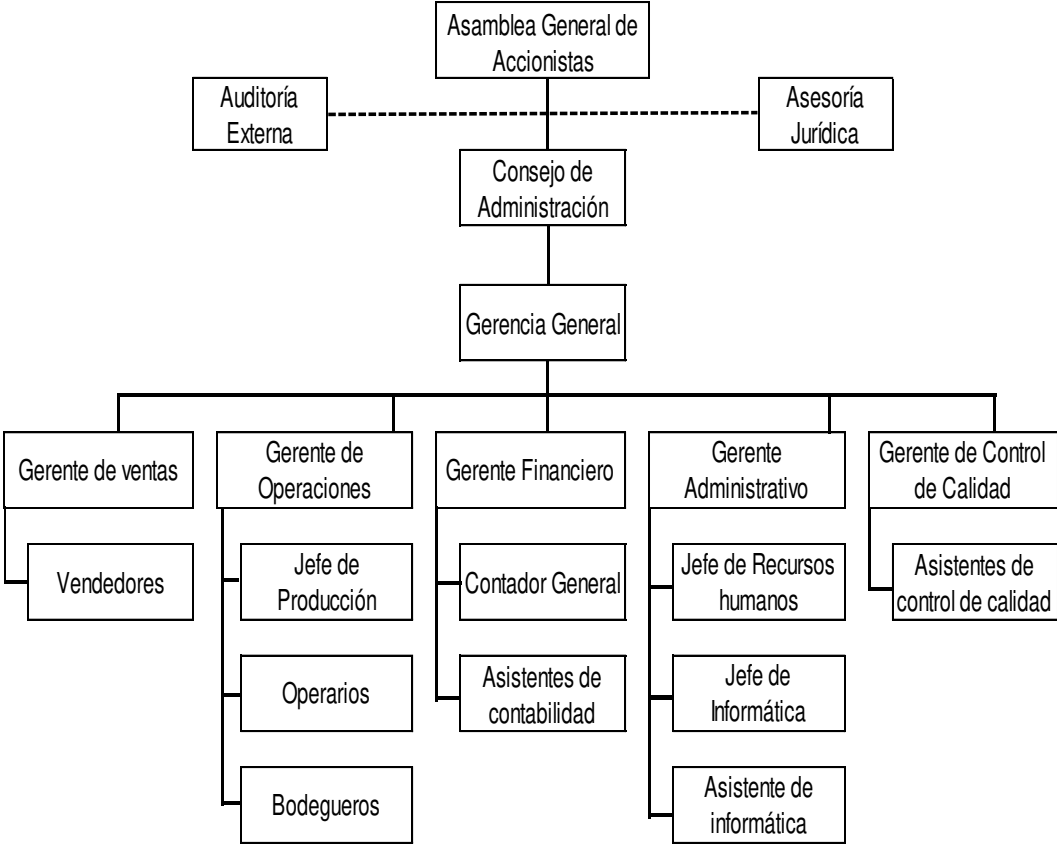 Asamblea General de
Accionistas
Auditoría
Externa
Asesoría
Jurídica
Consejo de
Administración
Gerencia General
Gerente de ventas
Gerente de
Operaciones
Gerente Financiero
Gerente
Administrativo
Gerente de Control
de Calidad
Vendedores
Jefe de
Producción
Contador General
Jefe de Recursos
humanos
Asistentes de
control de calidad
Operarios
Asistentes de
contabilidad
Jefe de
Informática
Bodegueros
Asistente de
informática